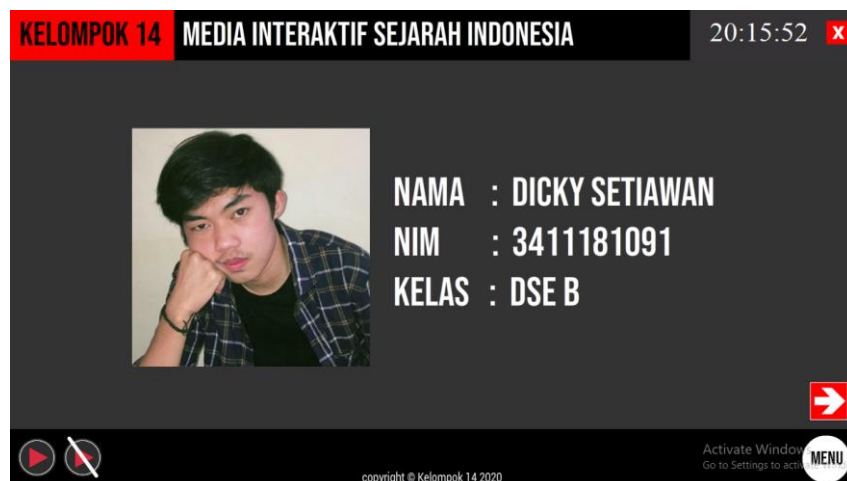 KELOMPOK 14 MEDIA INTERAKTIF SEJARAH INDONESIA 20:15:52 X
NAMA : DICKY SETIAWAN
NIM : 3411181091
KELAS : DSE B
Activate Window
Go to Settings to activ
MENU
copyright © Kelompok 14 2020